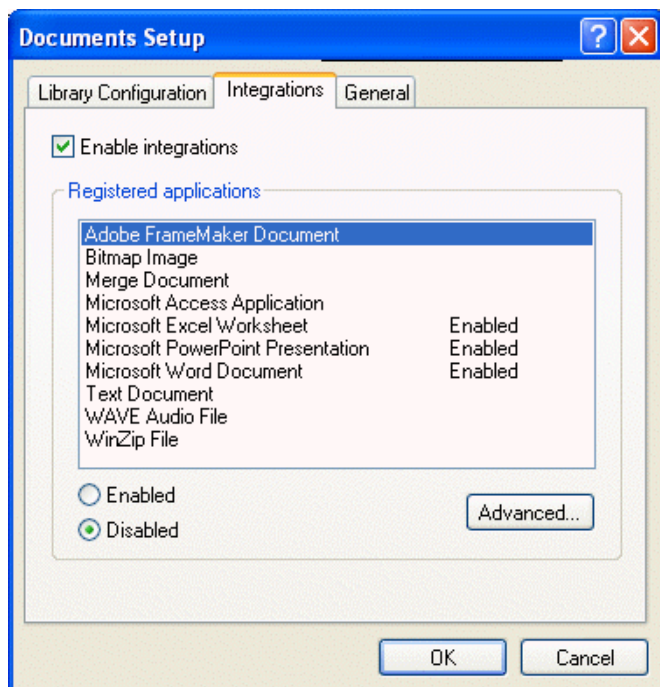 Documents Setup
Library Configuration Integrations General
Enable integrations
Registered applications
Adobe FrameMaker Document
Bitmap Image
Merge Document
Microsoft Access Application
Microsoft Excel Worksheet Enabled
Microsoft PowerPoint Presentation Enabled
Microsoft Word Document Enabled
Text Document
WAVE Audio File
WinZip File
Enabled
Advanced...
Disabled
OK Cancel